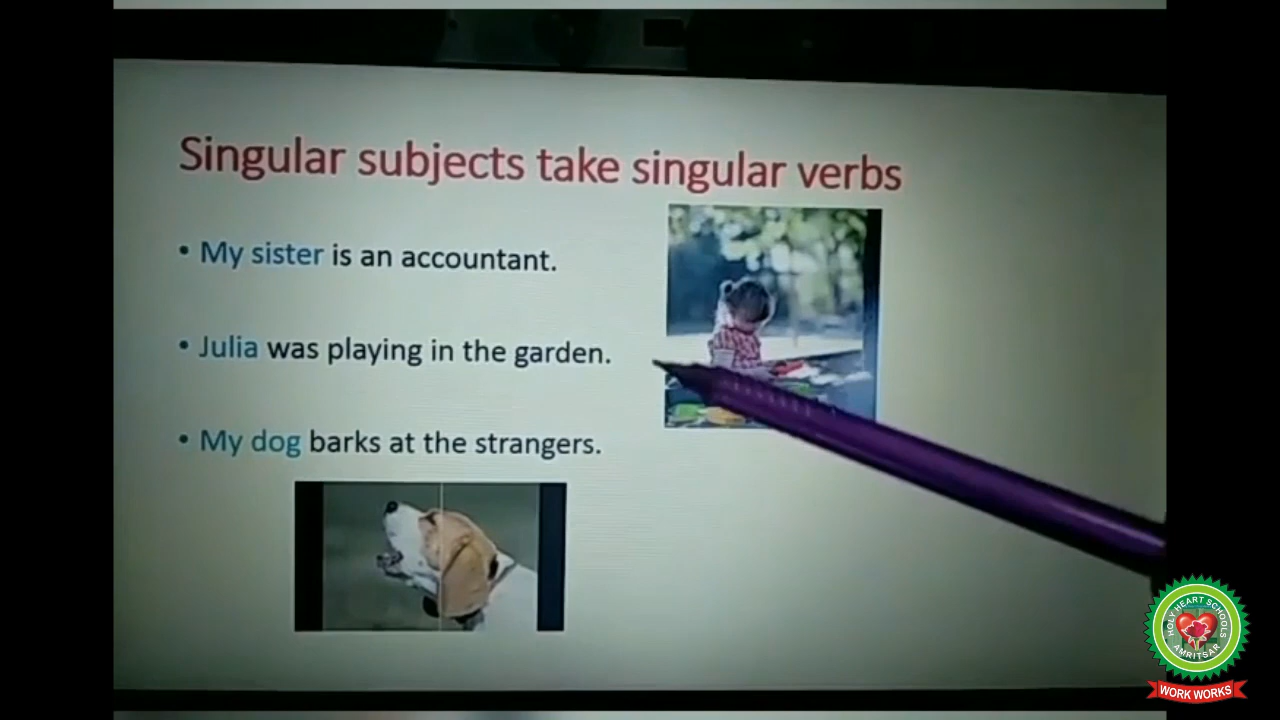 Singular subjects take singular verbs
• My sister is an accountant.
• Julia was playing in the garden.
• My dog barks at the strangers.
HOLY HEART SCHOOLS
AMRITSAR
WORK WORKS